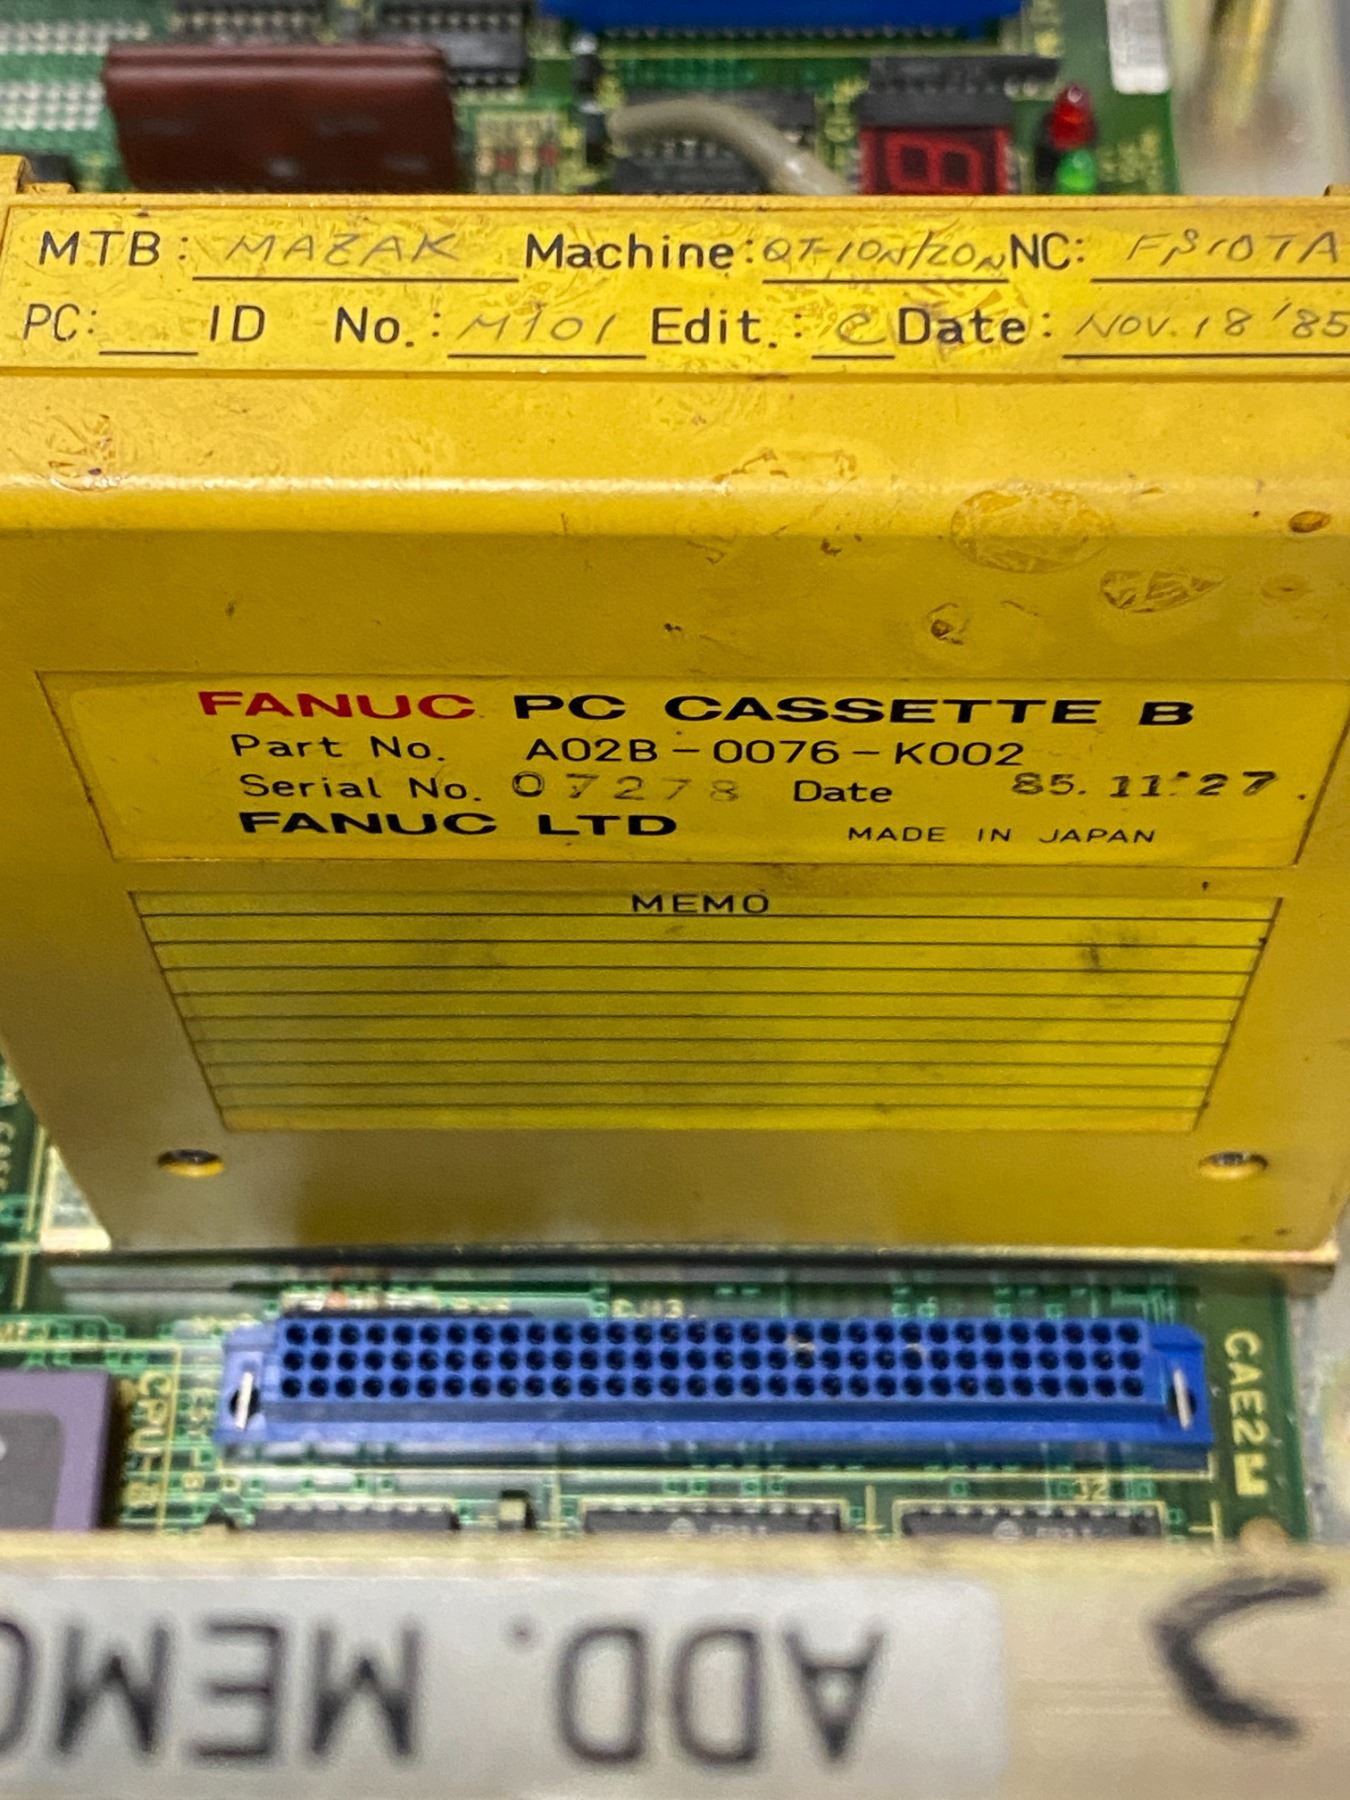 MTB: MAZAK Machine: QT-10N/20N NC: F310TA
PC: ID No.: M101 Edit.: C Date: NOV. 18 '85
FANUC PC CASSETTE B
Part No. A02B-0076-K002
Serial No. 07278 Date 85.11.27
FANUC LTD MADE IN JAPAN
MEMO
CAE2M
ADD. MEMO